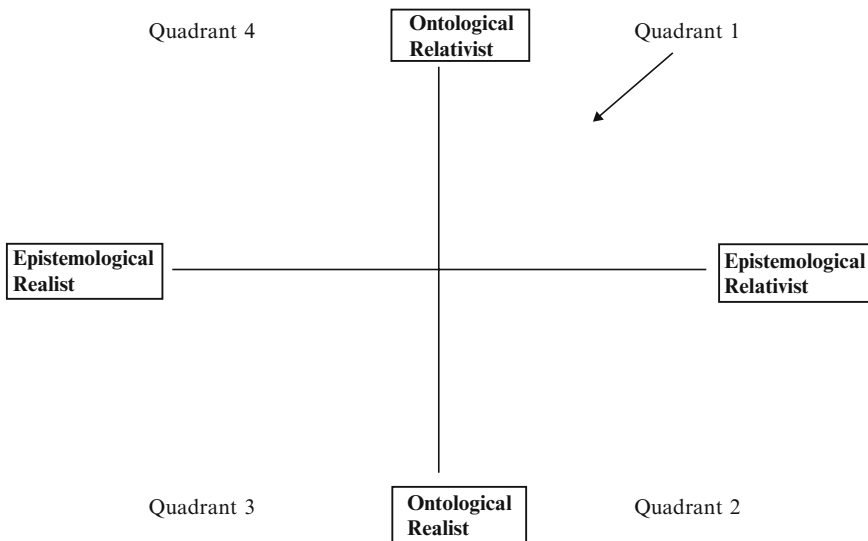 Quadrant 4
Ontological
Relativist
Quadrant 1
Epistemological
Realist
Epistemological
Relativist
Quadrant 3
Ontological
Realist
Quadrant 2